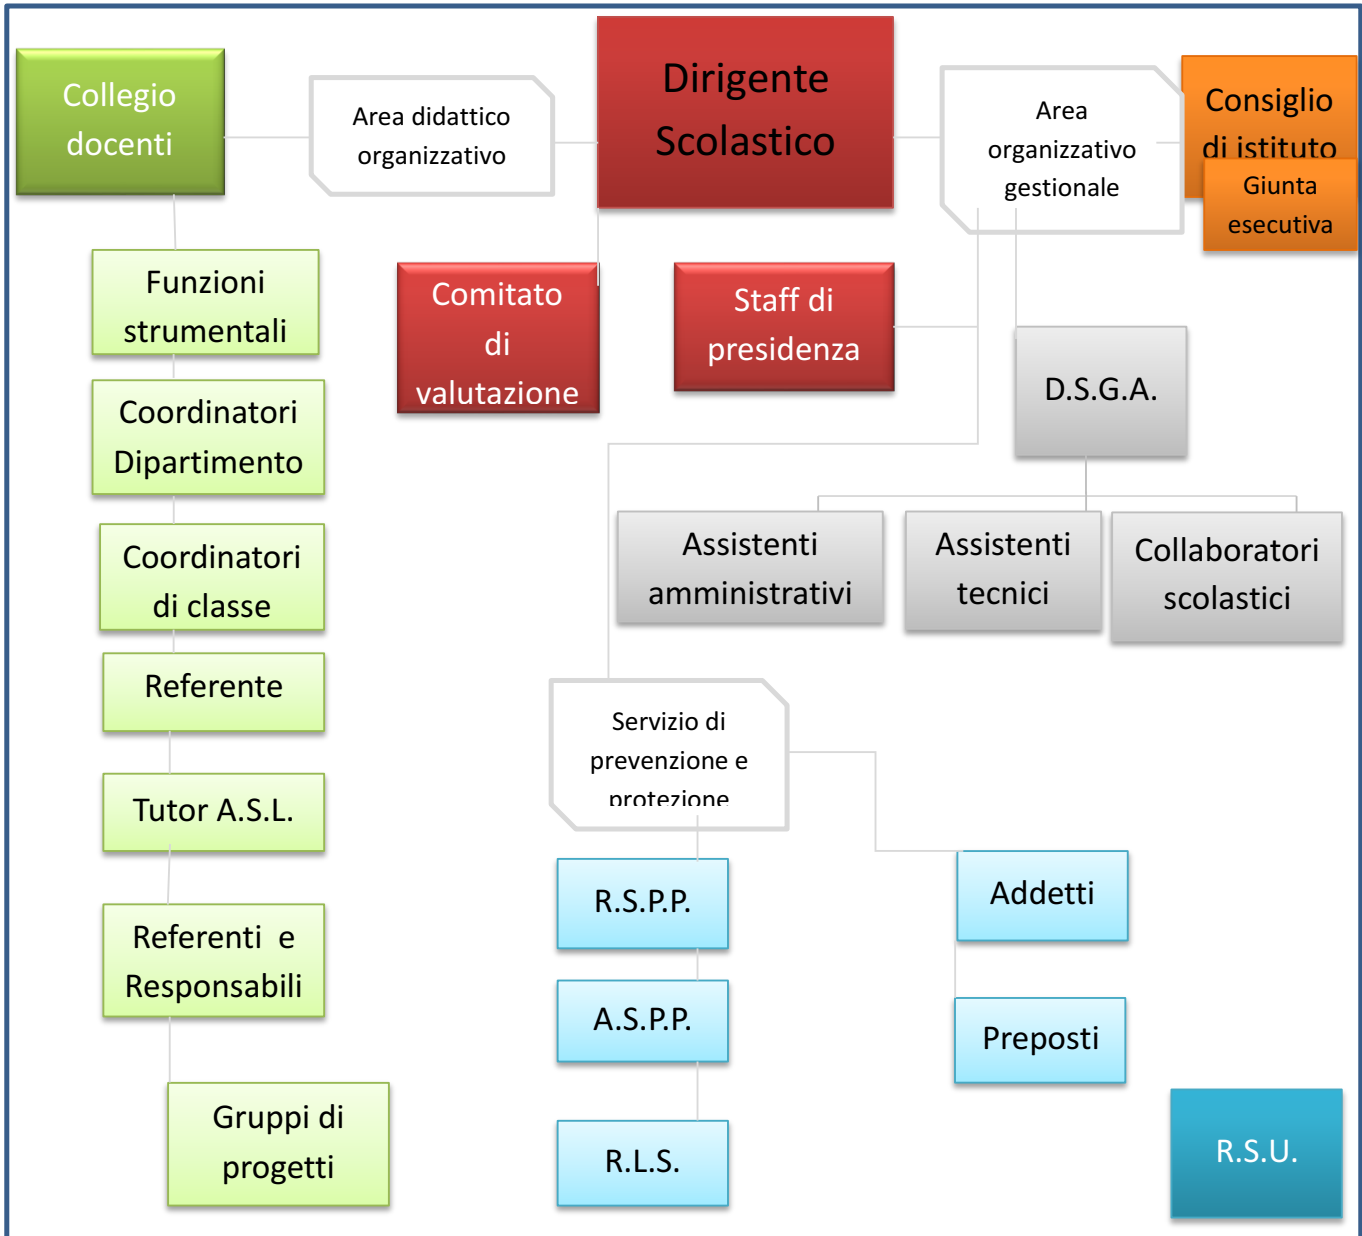 Collegio
docenti
Area didattico
organizzativo
Dirigente
Scolastico
Area
organizzativo
gestionale
Consiglio
di istituto
Giunta
esecutiva
Funzioni
strumentali
Comitato
di
valutazione
Staff di
presidenza
D.S.G.A.
Coordinatori
Dipartimento
Coordinatori
di classe
Assistenti
amministrativi
Assistenti
tecnici
Collaboratori
scolastici
Referente
Servizio di
prevenzione e
protezione
Tutor A.S.L.
R.S.P.P.
Addetti
Referenti e
Responsabili
A.S.P.P.
Preposti
Gruppi di
progetti
R.L.S.
R.S.U.